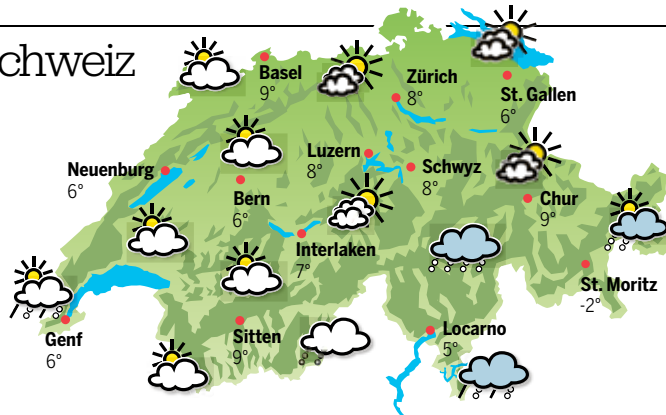 chweiz
Basel
9°
Zürich
8°
St. Gallen
6°
Neuenburg
6°
Luzern
8°
Schwyz
8°
Bern
6°
Chur
9°
Interlaken
7°
St. Moritz
-2°
Genf
6°
Sitten
9°
Locarno
5°